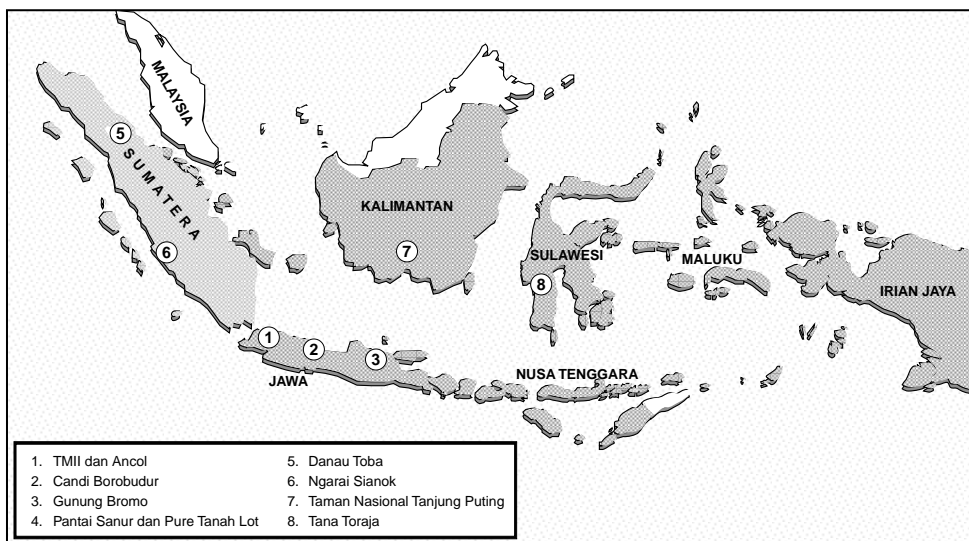 MALAYSIA
5
SUMATERA
KALIMANTAN
7
6
SULAWESI
MALUKU
8
IRIAN JAYA
1
2
3
JAWA
NUSA TENGGARA
1. TMII dan Ancol
2. Candi Borobudur
3. Gunung Bromo
4. Pantai Sanur dan Pure Tanah Lot
5. Danau Toba
6. Ngarai Sianok
7. Taman Nasional Tanjung Puting
8. Tana Toraja